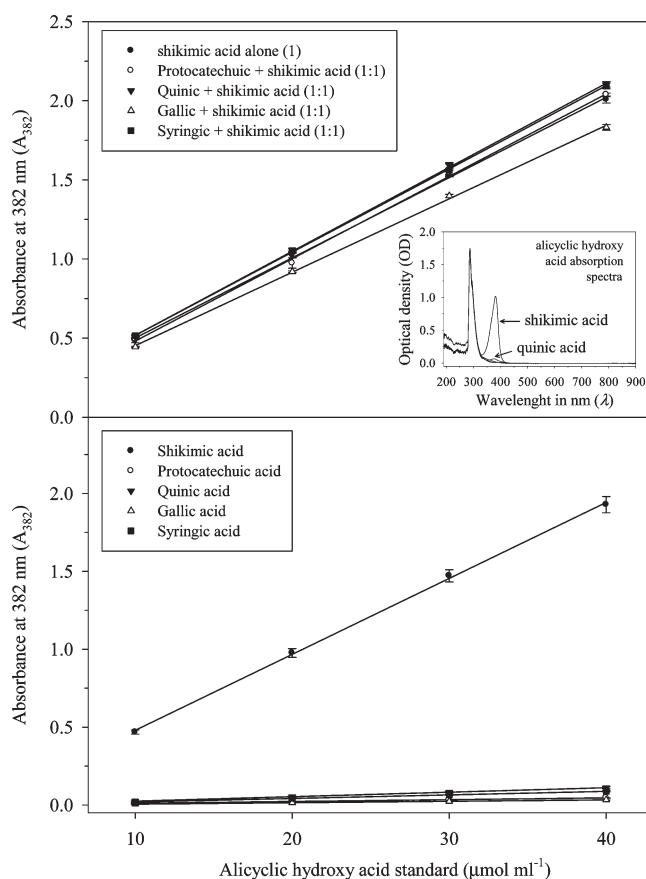 2.5
2.0
1.5
1.0
0.5
0.0
Absorbance at 382 nm (A382)
shikimic acid alone (1)
Protocatechuic + shikimic acid (1:1)
Quinic + shikimic acid (1:1)
Gallic + shikimic acid (1:1)
Syringic + shikimic acid (1:1)
2.0
1.5
1.0
0.5
0.0
Optical density (OD)
alicyclic hydroxy
acid absorption
spectra
shikimic acid
quinic acid
200 300 400 500 600 700 800 900
Wavelenght in nm (λ)
2.0
1.5
1.0
0.5
0.0
Absorbance at 382 nm (A382)
Shikimic acid
Protocatechuic acid
Quinic acid
Gallic acid
Syringic acid
10 20 30 40
Alicyclic hydroxy acid standard (μmol ml-1)